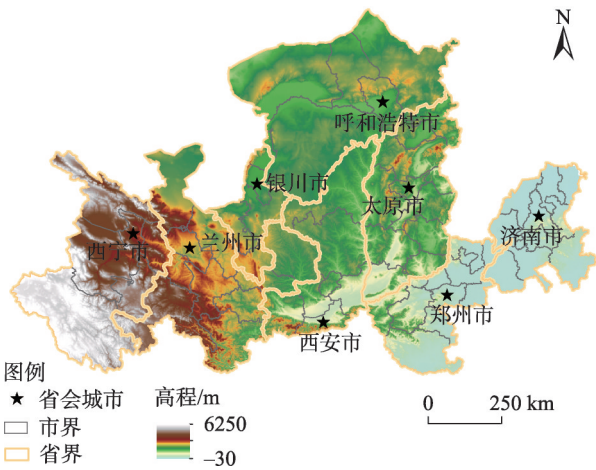 N
呼和浩特市
银川市
太原市
西宁市
兰州市
济南市
郑州市
西安市
图例
省会城市
市界
省界
高程/m
6250
–30
0 250 km